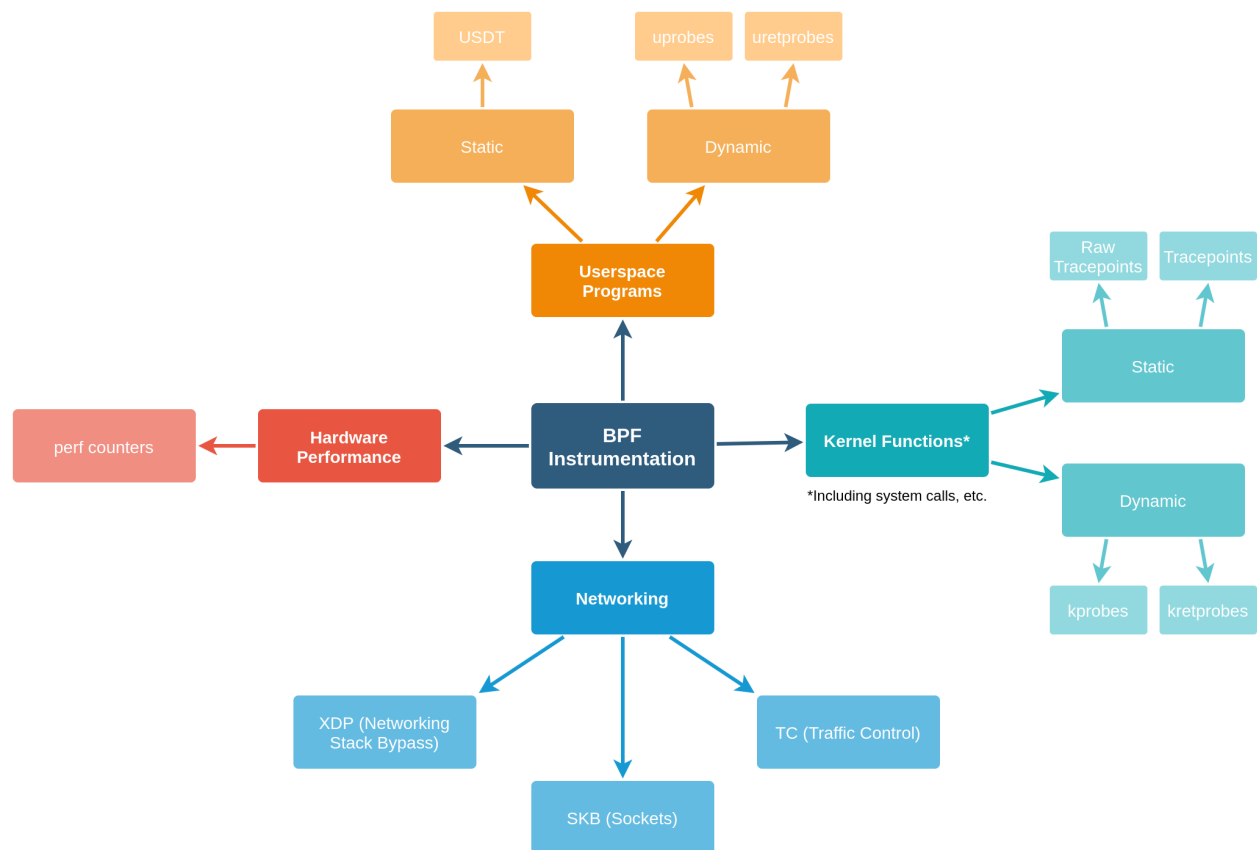 USDT
uprobes
uretprobes
Static
Dynamic
Userspace
Programs
Raw
Tracepoints
Tracepoints
Static
perf counters
Hardware
Performance
BPF
Instrumentation
Kernel Functions*
*Including system calls, etc.
Dynamic
kprobes
kretprobes
Networking
XDP (Networking
Stack Bypass)
TC (Traffic Control)
SKB (Sockets)